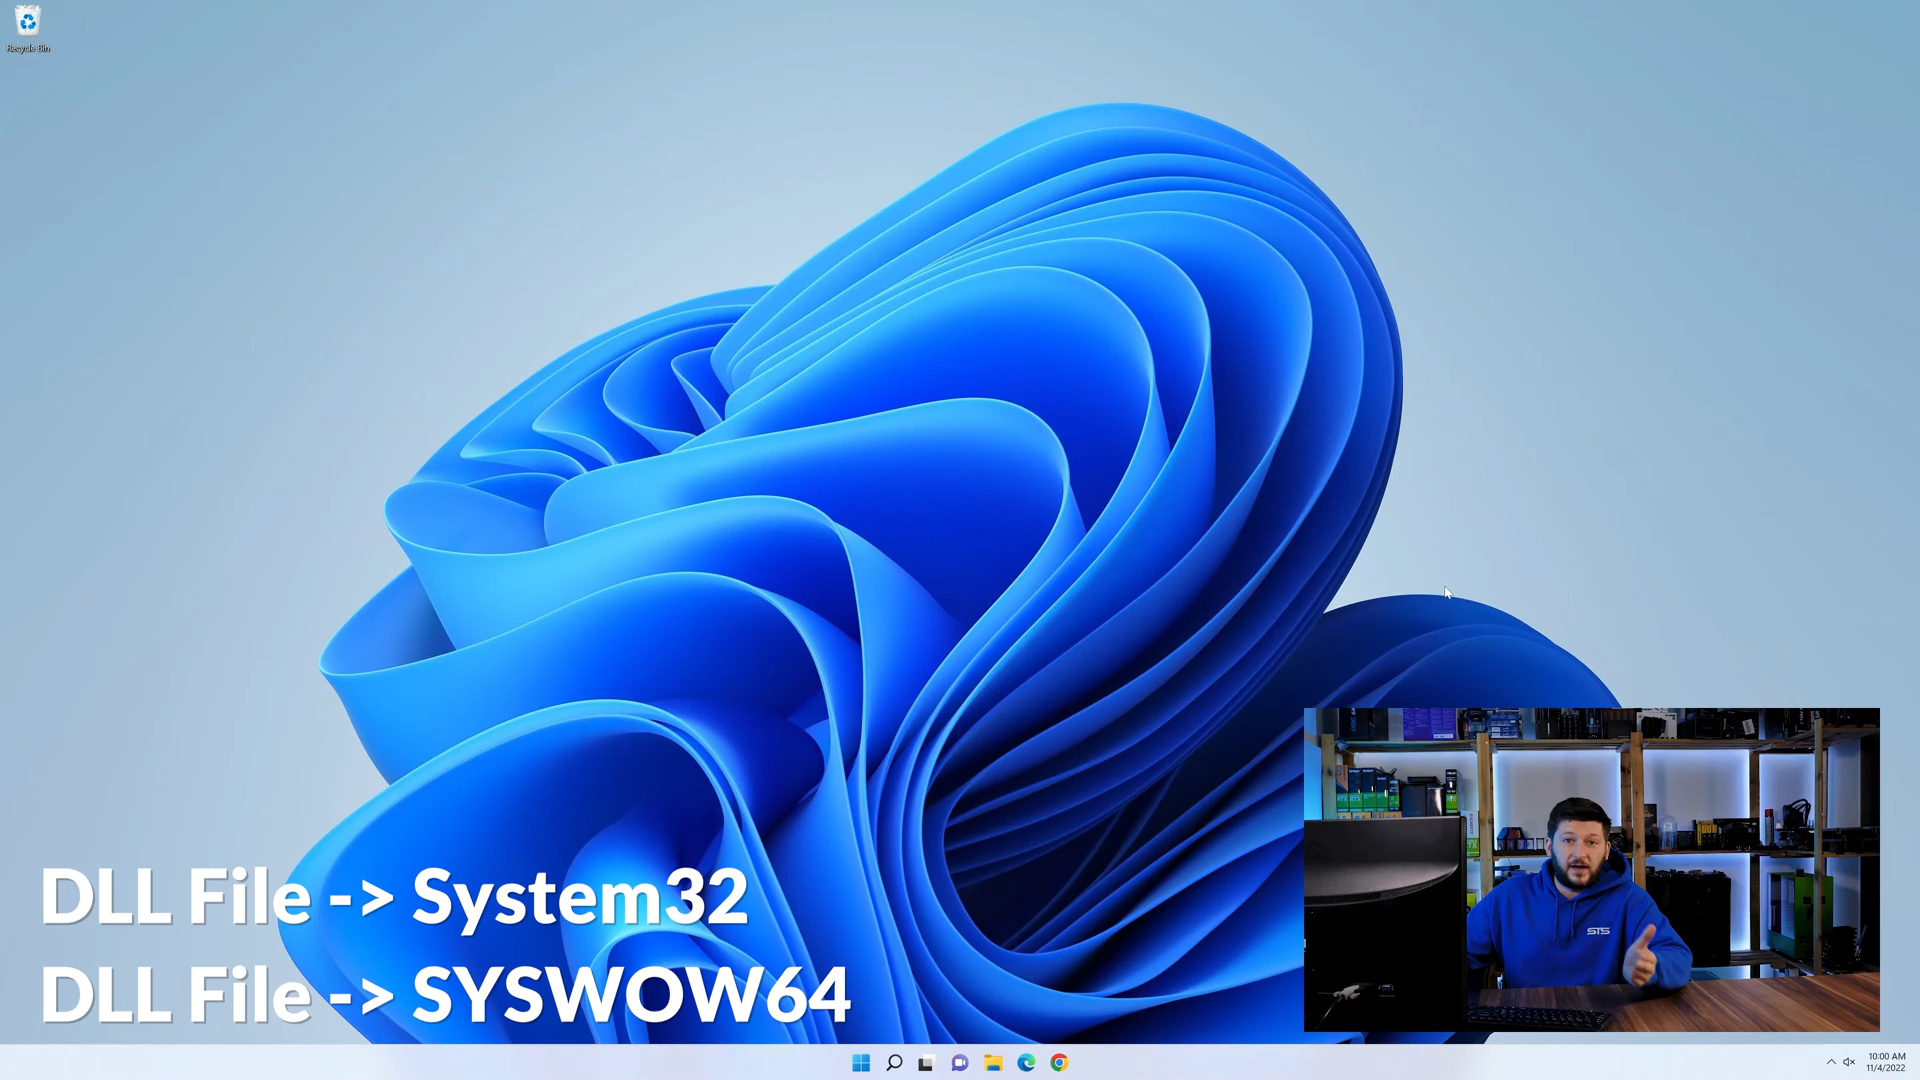 Recycle Bin
DLL File -> System32
DLL File -> SYSWOW64
STS
10:00 AM
11/4/2022